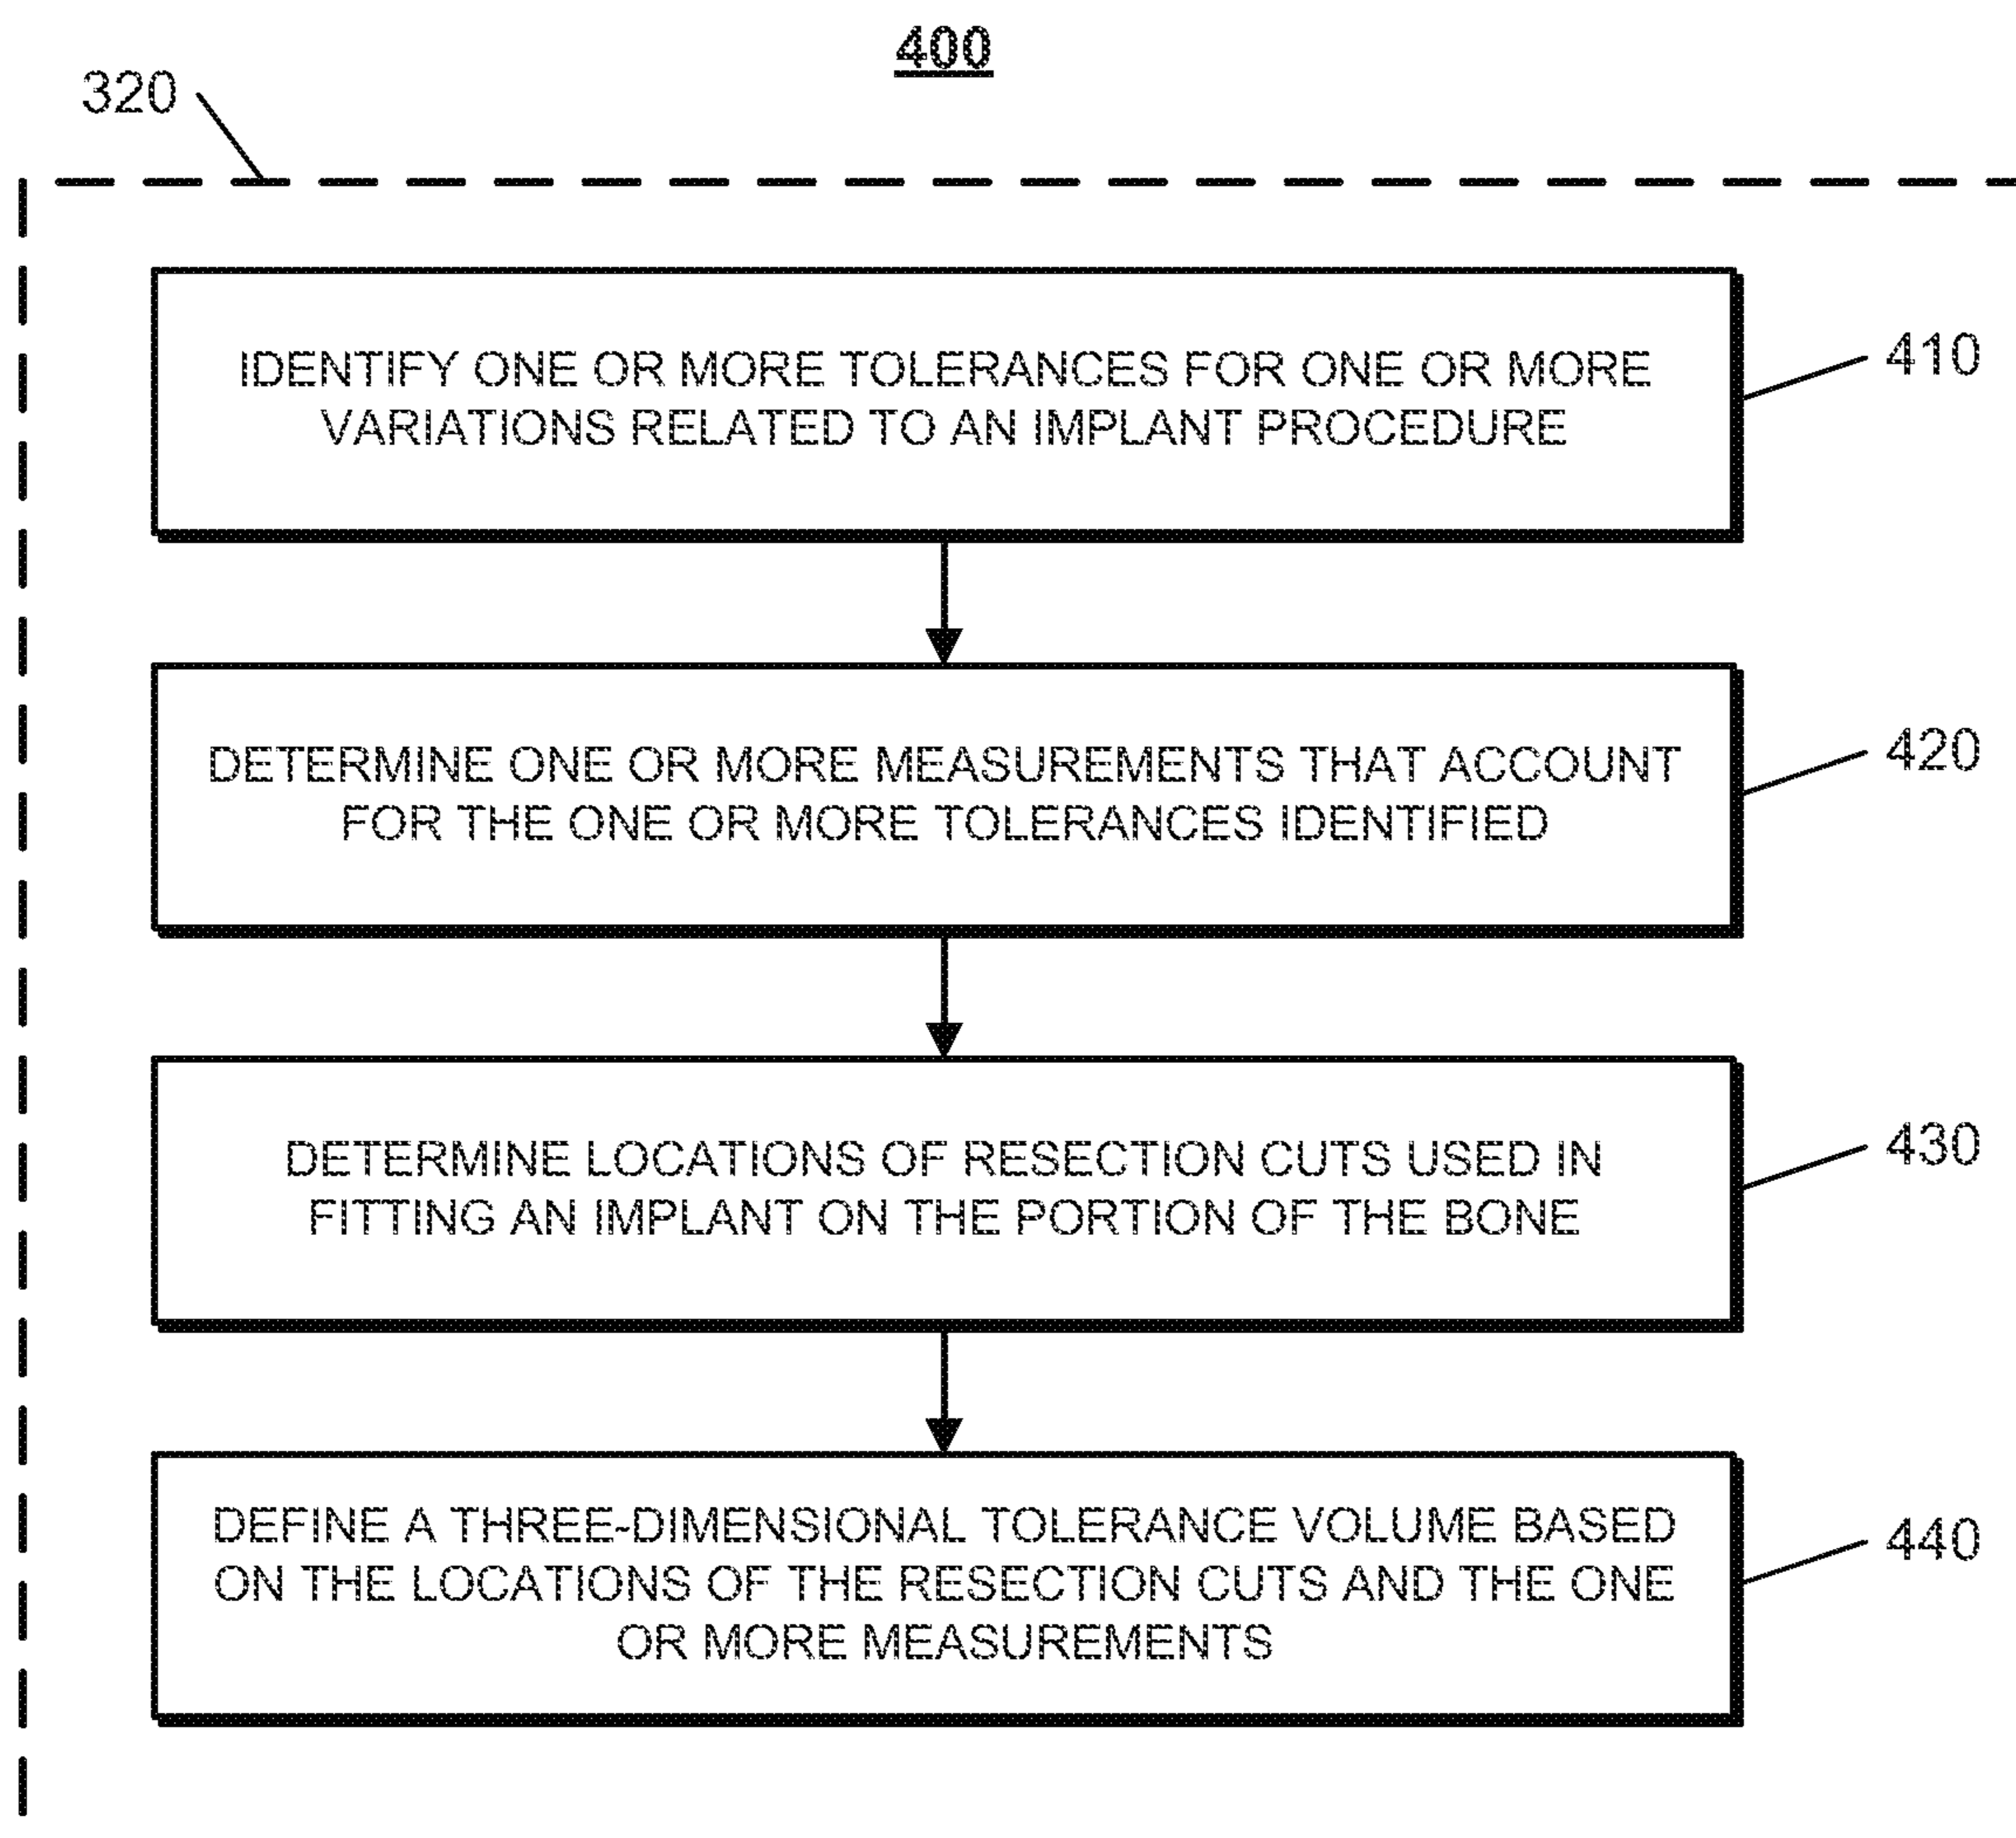 400
320
IDENTIFY ONE OR MORE TOLERANCES FOR ONE OR MORE
VARIATIONS RELATED TO AN IMPLANT PROCEDURE
410
DETERMINE ONE OR MORE MEASUREMENTS THAT ACCOUNT
FOR THE ONE OR MORE TOLERANCES IDENTIFIED
420
DETERMINE LOCATIONS OF RESECTION CUTS USED IN
FITTING AN IMPLANT ON THE PORTION OF THE BONE
430
DEFINE A THREE-DIMENSIONAL TOLERANCE VOLUME BASED
ON THE LOCATIONS OF THE RESECTION CUTS AND THE ONE
OR MORE MEASUREMENTS
440